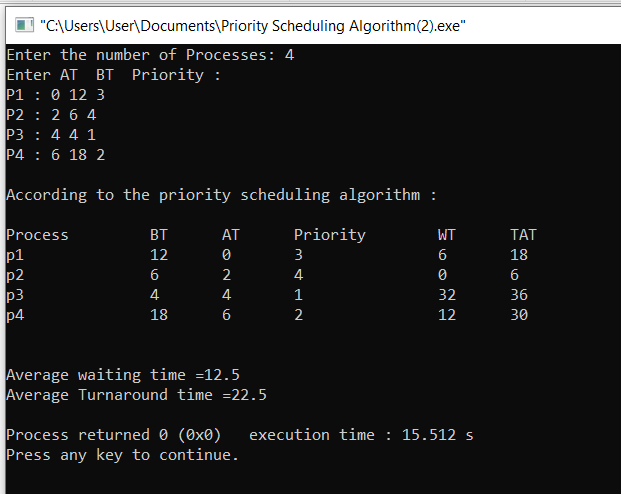 "C:\Users\User\Documents\Priority Scheduling Algorithm(2).exe"
Enter the number of Processes: 4
Enter AT  BT  Priority :
P1 : 0 12 3
P2 : 2 6 4
P3 : 4 4 1
P4 : 6 18 2
According to the priority scheduling algorithm :
Process         BT      AT      Priority        WT      TAT
p1              12      0       3               6       18
p2              6       2       4               0       6
p3              4       4       1               32      36
p4              18      6       2               12      30
Average waiting time =12.5
Average Turnaround time =22.5
Process returned 0 (0x0)   execution time : 15.512 s
Press any key to continue.